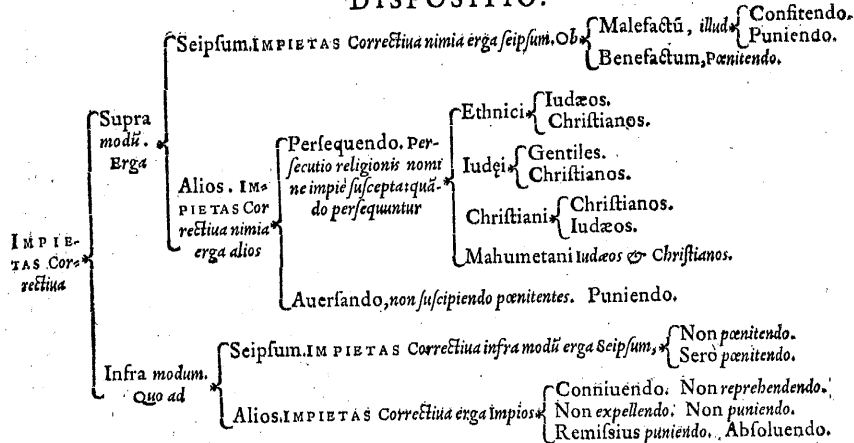 DISPOSITIO.
Seipſum. IMPIETAS Correctiua nimia erga ſeipſum. Ob
Malefactū, illud
Confitendo.
Puniendo.
Benefactum, Pœnitendo.
Supra
modū.
Erga
Alios. IM-
PIETAS Cor
rectiua nimia
erga alios
Perſequendo. Per-
ſecutio religionis nomi
ne impiè ſuſcepta: quā-
do perſequuntur
Ethnici
Iudæos.
Chriſtianos.
Iudęi
Gentiles.
Chriſtianos.
Chriſtiani
Chriſtianos.
Iudæos.
Mahumetani Iudæos & Chriſtianos.
Auerſando, non ſuſcipiendo pœnitentes. Puniendo.
IMPIE-
TAS Cor-
rectiua
Infra modum.
Quo ad
Seipſum. IMPIETAS Correctiua infra modū erga Seipſum,
Non pœnitendo.
Serò pœnitendo.
Alios. IMPIETAS Correctiua erga Impios
Conniuendo. Non reprehendendo.
Non expellendo. Non puniendo.
Remiſsius puniendo. Abſoluendo.